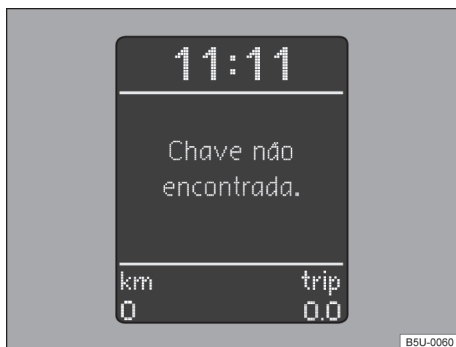 11:11
Chave não
encontrada.
km trip
0 0.0
B5U-0060